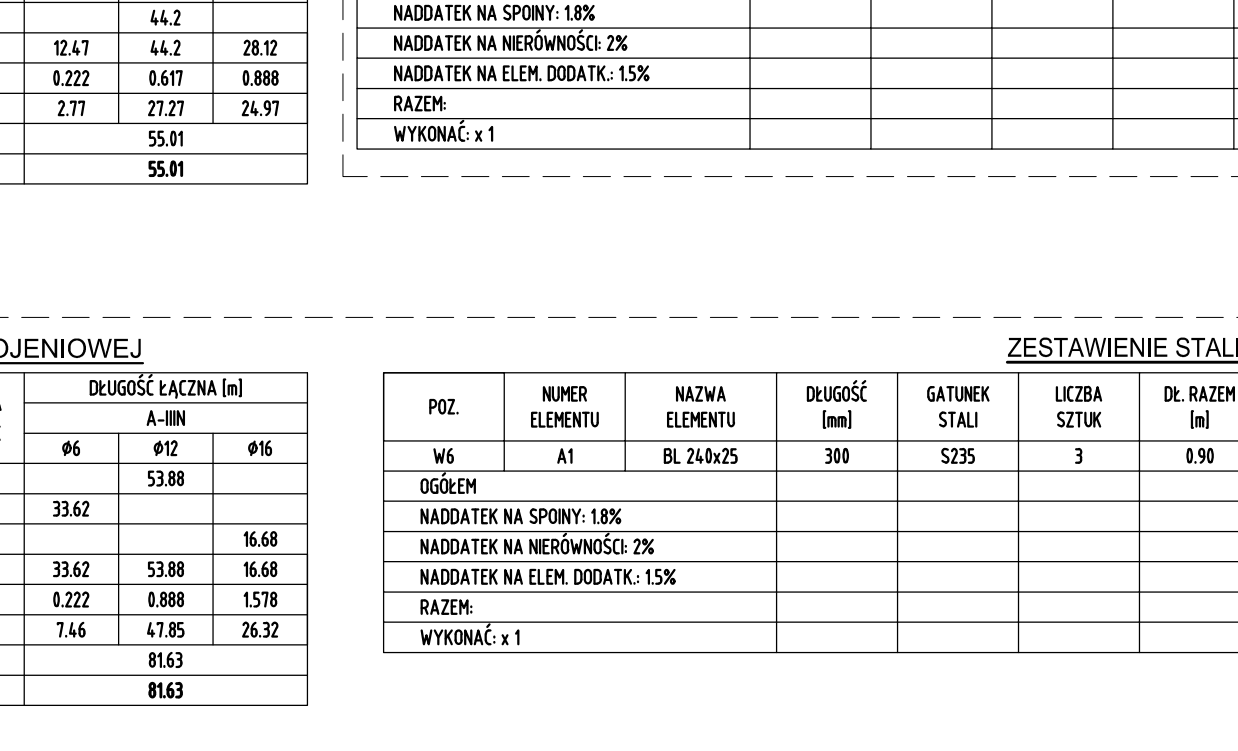 44.2
12.47 44.2 28.12
0.222 0.617 0.888
2.77 27.27 24.97
55.01
55.01
NADDATEK NA SPOINY: 1.8%
NADDATEK NA NIERÓWNOŚCI: 2%
NADDATEK NA ELEM. DODATK.: 1.5%
RAZEM:
WYKONAĆ: x 1
OJENIOWEJ
DŁUGOŚĆ ŁĄCZNA [m]
A-IIIN
ø6 ø12 ø16
53.88
33.62
16.68
33.62 53.88 16.68
0.222 0.888 1.578
7.46 47.85 26.32
81.63
81.63
ZESTAWIENIE STALI
POZ. NUMER ELEMENTU NAZWA ELEMENTU DŁUGOŚĆ [mm] GATUNEK STALI LICZBA SZTUK DŁ. RAZEM [m]
W6 A1 BL 240x25 300 S235 3 0.90
OGÓŁEM
NADDATEK NA SPOINY: 1.8%
NADDATEK NA NIERÓWNOŚCI: 2%
NADDATEK NA ELEM. DODATK.: 1.5%
RAZEM:
WYKONAĆ: x 1